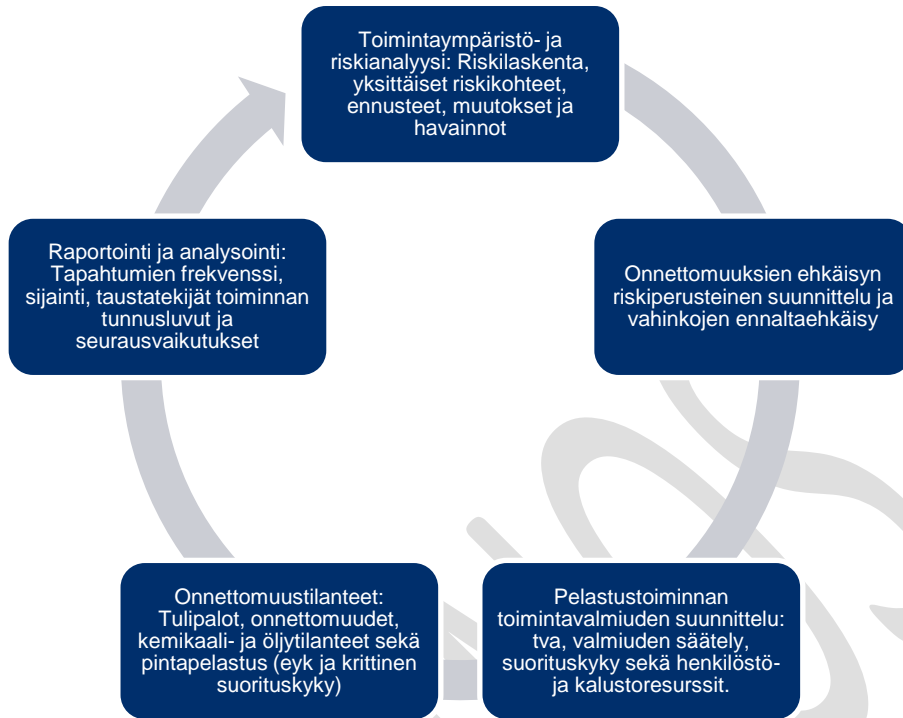 Toimintaympäristö- ja
riskianalyysi: Riskilaskenta,
yksittäiset riskikohteet,
ennusteet, muutokset ja
havainnot
Onnettomuuksien ehkäisyn
riskiperusteinen suunnittelu ja
vahinkojen ennaltaehkäisy
Pelastustoiminnan
toimintavalmiuden suunnittelu:
tva, valmiuden säätely,
suorituskyky sekä henkilöstö-
ja kalustoresurssit.
Onnettomuustilanteet:
Tulipalot, onnettomuudet,
kemikaali- ja öljytilanteet sekä
pintapelastus (eyk ja krittinen
suorituskyky)
Raportointi ja analysointi:
Tapahtumien frekvenssi,
sijainti, taustatekijät toiminnan
tunnusluvut ja
seurausvaikutukset